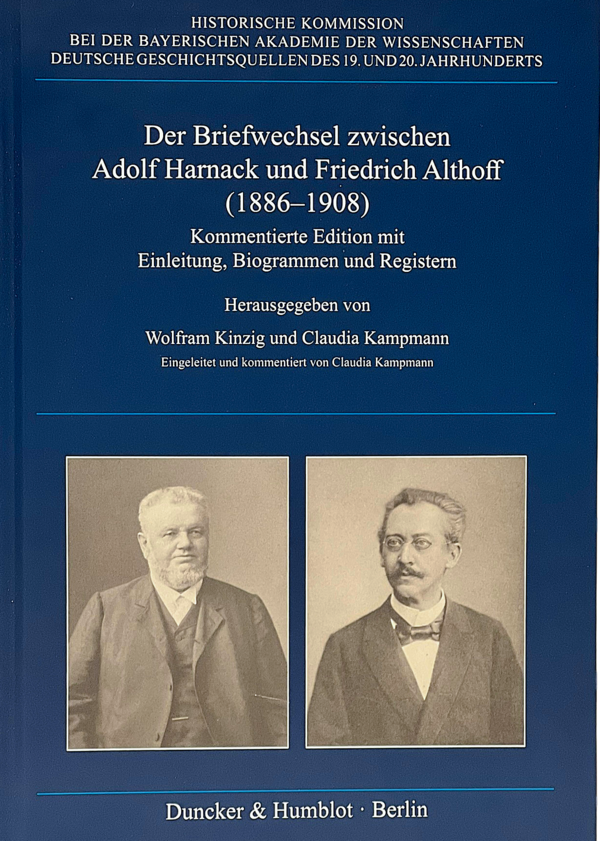 HISTORISCHE KOMMISSION
BEI DER BAYERISCHEN AKADEMIE DER WISSENSCHAFTEN
DEUTSCHE GESCHICHTSQUELLEN DES 19. UND 20. JAHRHUNDERTS
Der Briefwechsel zwischen
Adolf Harnack und Friedrich Althoff
(1886–1908)
Kommentierte Edition mit
Einleitung, Biogrammen und Registern
Herausgegeben von
Wolfram Kinzig und Claudia Kampmann
Eingeleitet und kommentiert von Claudia Kampmann
Duncker & Humblot · Berlin